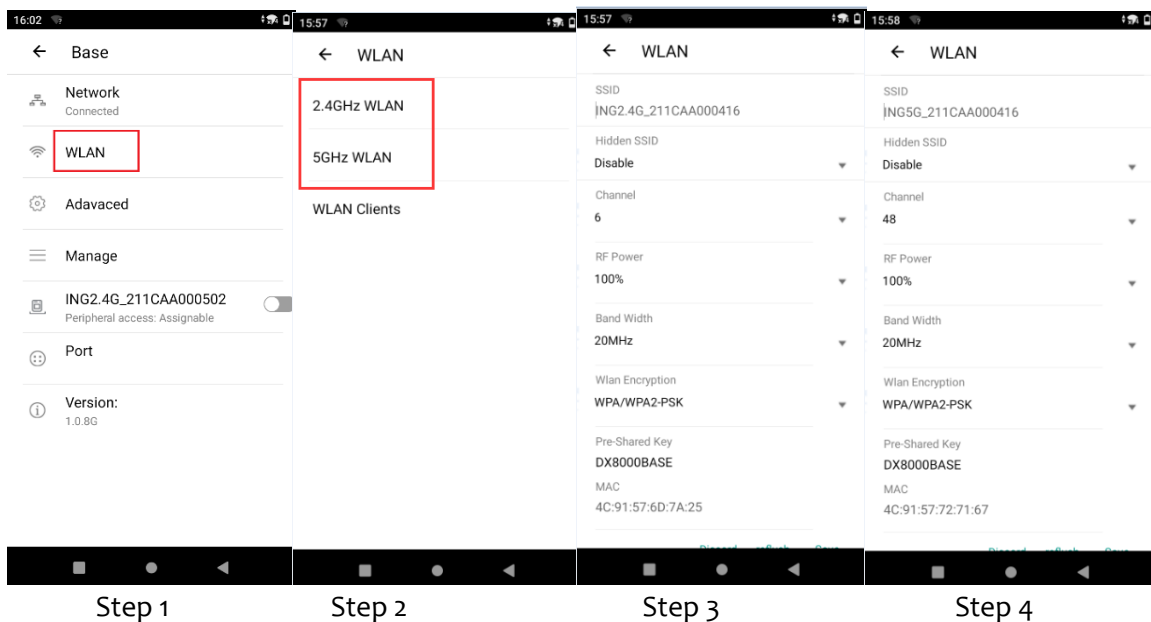 16:02
Base
Network
Connected
WLAN
Adavaced
Manage
ING2.4G_211CAA000502
Peripheral access: Assignable
Port
Version:
1.0.8G
Step 1
15:57
WLAN
2.4GHz WLAN
5GHz WLAN
WLAN Clients
Step 2
15:57
WLAN
SSID
ING2.4G_211CAA000416
Hidden SSID
Disable
Channel
6
RF Power
100%
Band Width
20MHz
Wlan Encryption
WPA/WPA2-PSK
Pre-Shared Key
DX8000BASE
MAC
4C:91:57:6D:7A:25
Step 3
15:58
WLAN
SSID
ING5G_211CAA000416
Hidden SSID
Disable
Channel
48
RF Power
100%
Band Width
20MHz
Wlan Encryption
WPA/WPA2-PSK
Pre-Shared Key
DX8000BASE
MAC
4C:91:57:72:71:67
Step 4